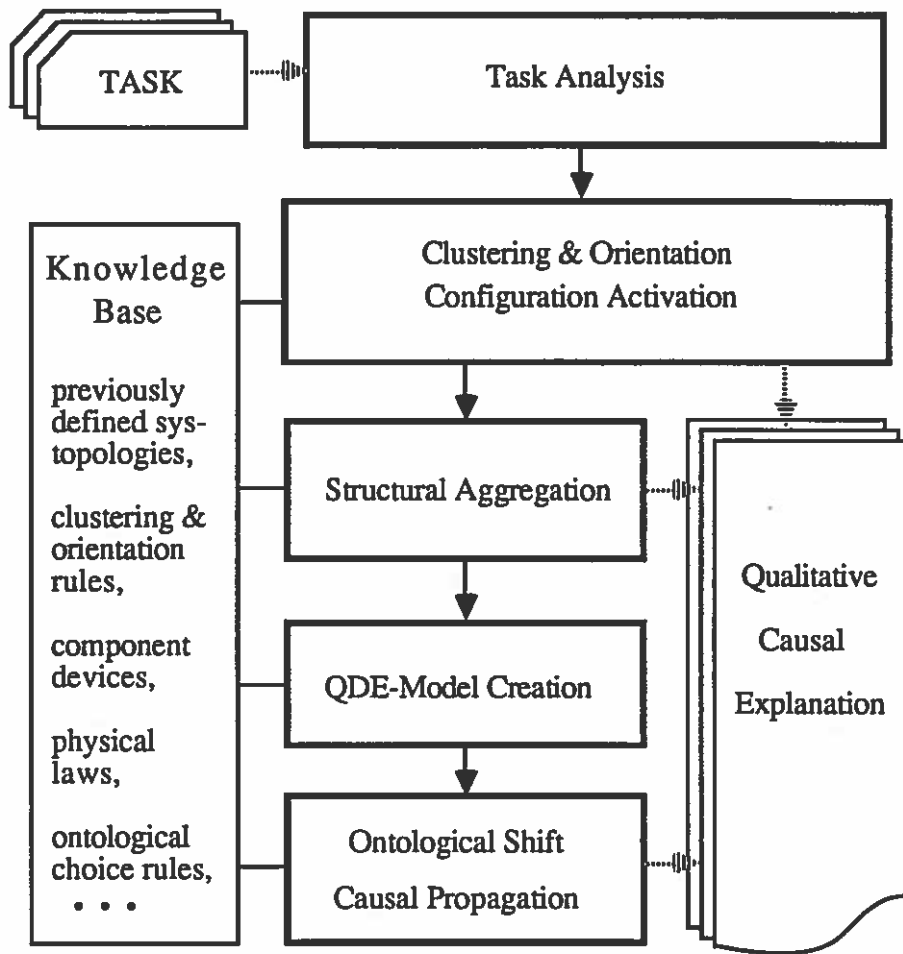 TASK
Task Analysis
Clustering & Orientation
Configuration Activation
Knowledge
Base
previously
defined sys-
topologies,
clustering &
orientation
rules,
component
devices,
physical
laws,
ontological
choice rules,
• • •
Structural Aggregation
QDE-Model Creation
Ontological Shift
Causal Propagation
Qualitative
Causal
Explanation